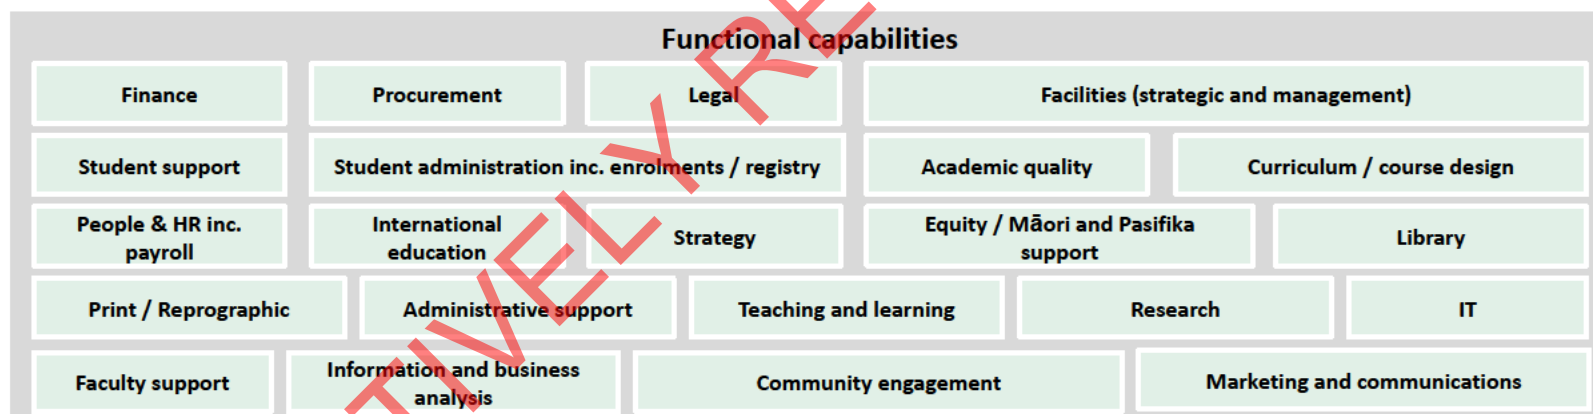 Functional capabilities
Finance
Procurement
Legal
Facilities (strategic and management)
Student support
Student administration inc. enrolments / registry
Academic quality
Curriculum / course design
People & HR inc.
payroll
International
education
Strategy
Equity / Māori and Pasifika
support
Library
Print / Reprographic
Administrative support
Teaching and learning
Research
IT
Faculty support
Information and business
analysis
Community engagement
Marketing and communications
TIVELY RE